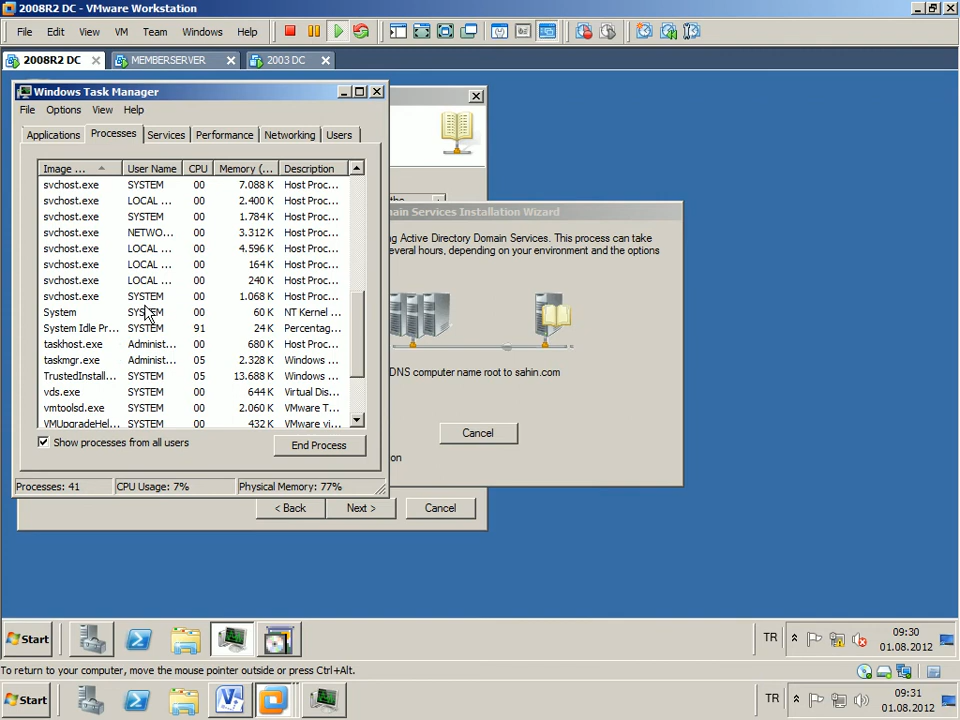 2008R2 DC - VMware Workstation
File Edit View VM Team Windows Help
2008R2 DC MEMBERSERVER 2003 DC
Windows Task Manager
File Options View Help
Applications Processes Services Performance Networking Users
Image ... User Name CPU Memory (... Description
svchost.exe SYSTEM 00 7.088 K Host Proc...
svchost.exe LOCAL ... 00 2.400 K Host Proc...
svchost.exe SYSTEM 00 1.784 K Host Proc...
svchost.exe NETWO... 00 3.312 K Host Proc...
svchost.exe LOCAL ... 00 4.596 K Host Proc...
svchost.exe LOCAL ... 00 164 K Host Proc...
svchost.exe LOCAL ... 00 240 K Host Proc...
svchost.exe SYSTEM 00 1.068 K Host Proc...
System SYSTEM 00 60 K NT Kernel ...
System Idle Pr... SYSTEM 91 24 K Percentag...
taskhost.exe Administ... 00 680 K Host Proc...
taskmgr.exe Administ... 05 2.328 K Windows ...
TrustedInstall... SYSTEM 05 13.688 K Windows ...
vds.exe SYSTEM 00 644 K Virtual Dis...
vmtoolsd.exe SYSTEM 00 2.060 K VMware T...
VMUpgradeHel... SYSTEM 00 432 K VMware vi...
Show processes from all users End Process
Processes: 41 CPU Usage: 7% Physical Memory: 77%
main Services Installation Wizard
g Active Directory Domain Services. This process can take
several hours, depending on your environment and the options
DNS computer name root to sahin.com
Cancel
on
< Back Next > Cancel
Start TR 09:30
01.08.2012
To return to your computer, move the mouse pointer outside or press Ctrl+Alt.
Start TR 09:31
01.08.2012